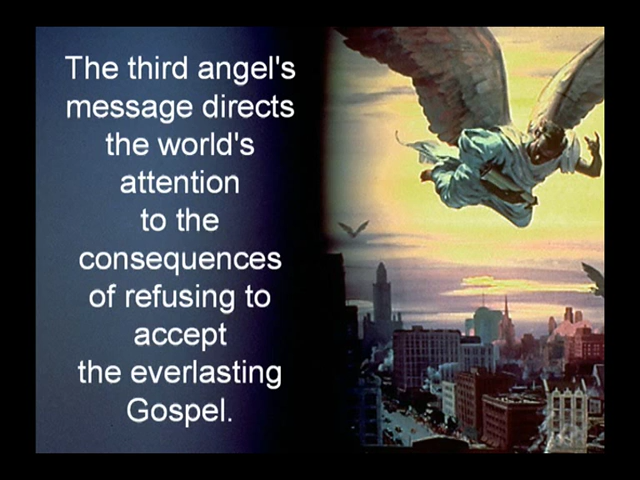 The third angel's
message directs
the world's
attention
to the
consequences
of refusing to
accept
the everlasting
Gospel.